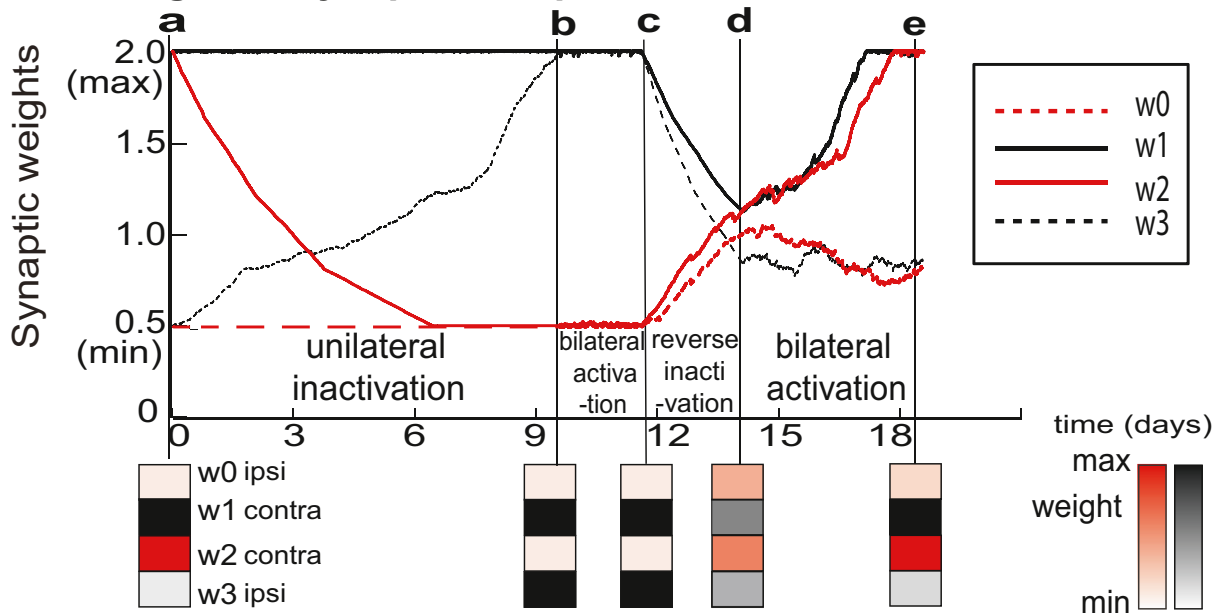 a b c d e
Synaptic weights
2.0
(max)
1.5
1.0
0.5
(min)
0
unilateral
inactivation
bilateral
activa
-tion
reverse
inacti
-vation
bilateral
activation
0 3 6 9 12 15 18
time (days)
w0
w1
w2
w3
w0 ipsi
w1 contra
w2 contra
w3 ipsi
max
weight
min